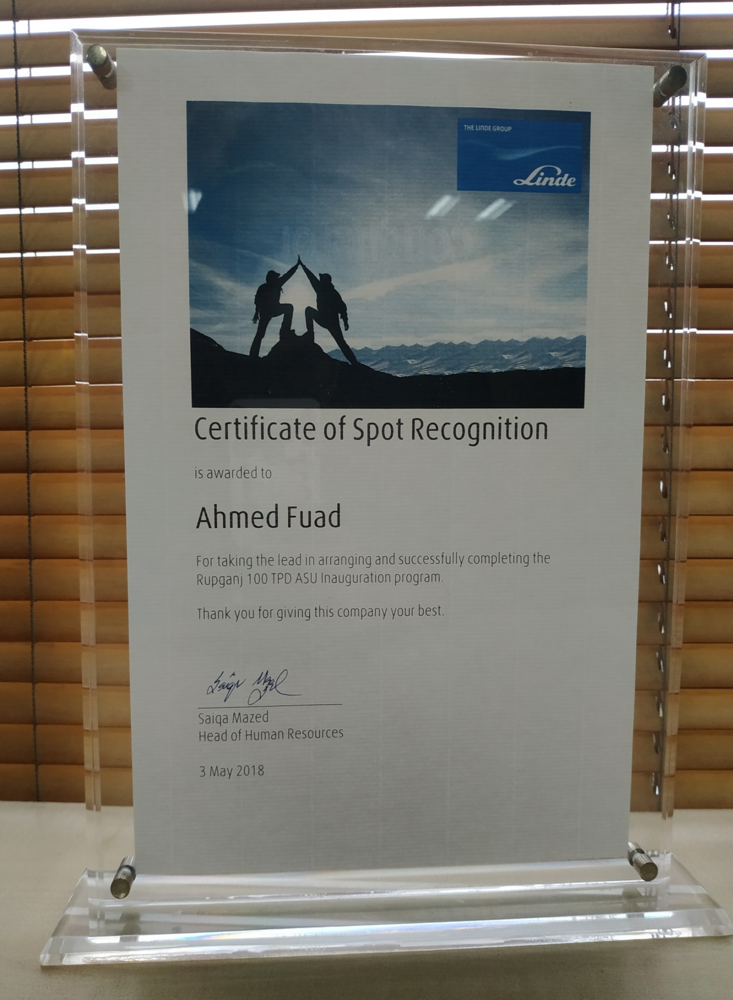 THE LINDE GROUP
Linde
Certificate of Spot Recognition
is awarded to
Ahmed Fuad
For taking the lead in arranging and successfully completing the
Rupganj 100 TPD ASU Inauguration program.
Thank you for giving this company your best.
Saiqa Mazed
Saiqa Mazed
Head of Human Resources
3 May 2018